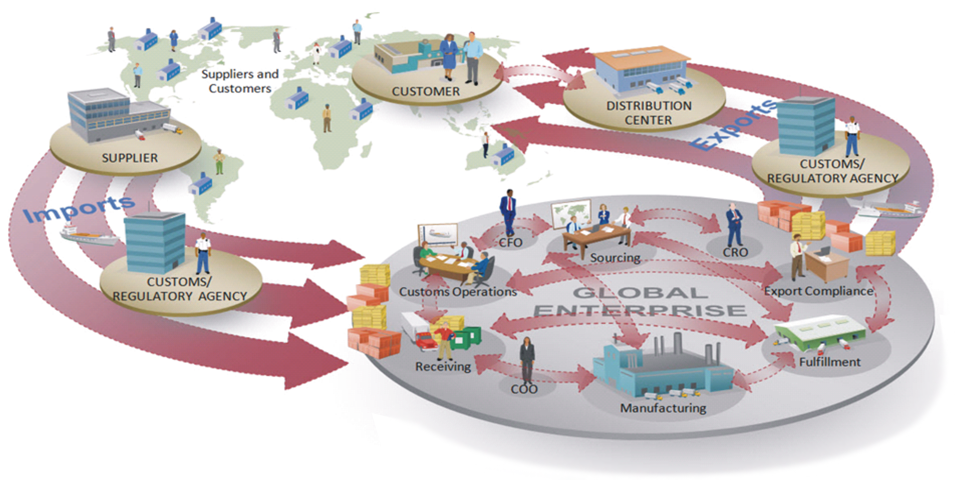 Suppliers and
Customers
CUSTOMER
DISTRIBUTION
CENTER
SUPPLIER
Exports
CUSTOMS/
REGULATORY AGENCY
Imports
CUSTOMS/
REGULATORY AGENCY
CFO
Sourcing
CRO
Customs Operations
Export Compliance
GLOBAL
ENTERPRISE
Receiving
COO
Manufacturing
Fulfillment